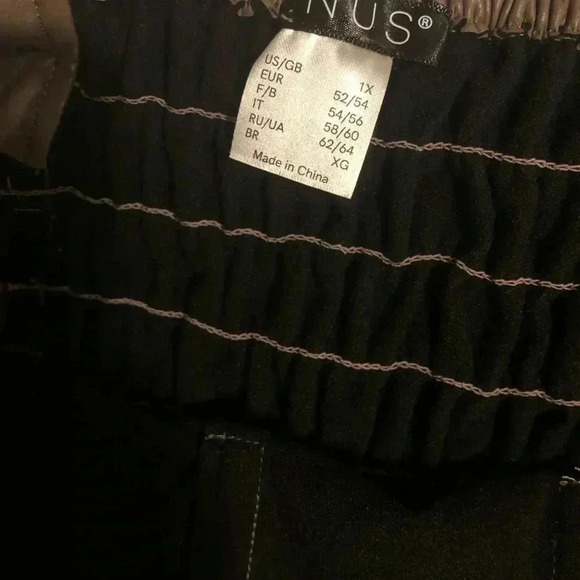 NUS®
US/GB 1X
EUR 52/54
F/B 54/56
IT 58/60
RU/UA 62/64
BR XG
Made in China